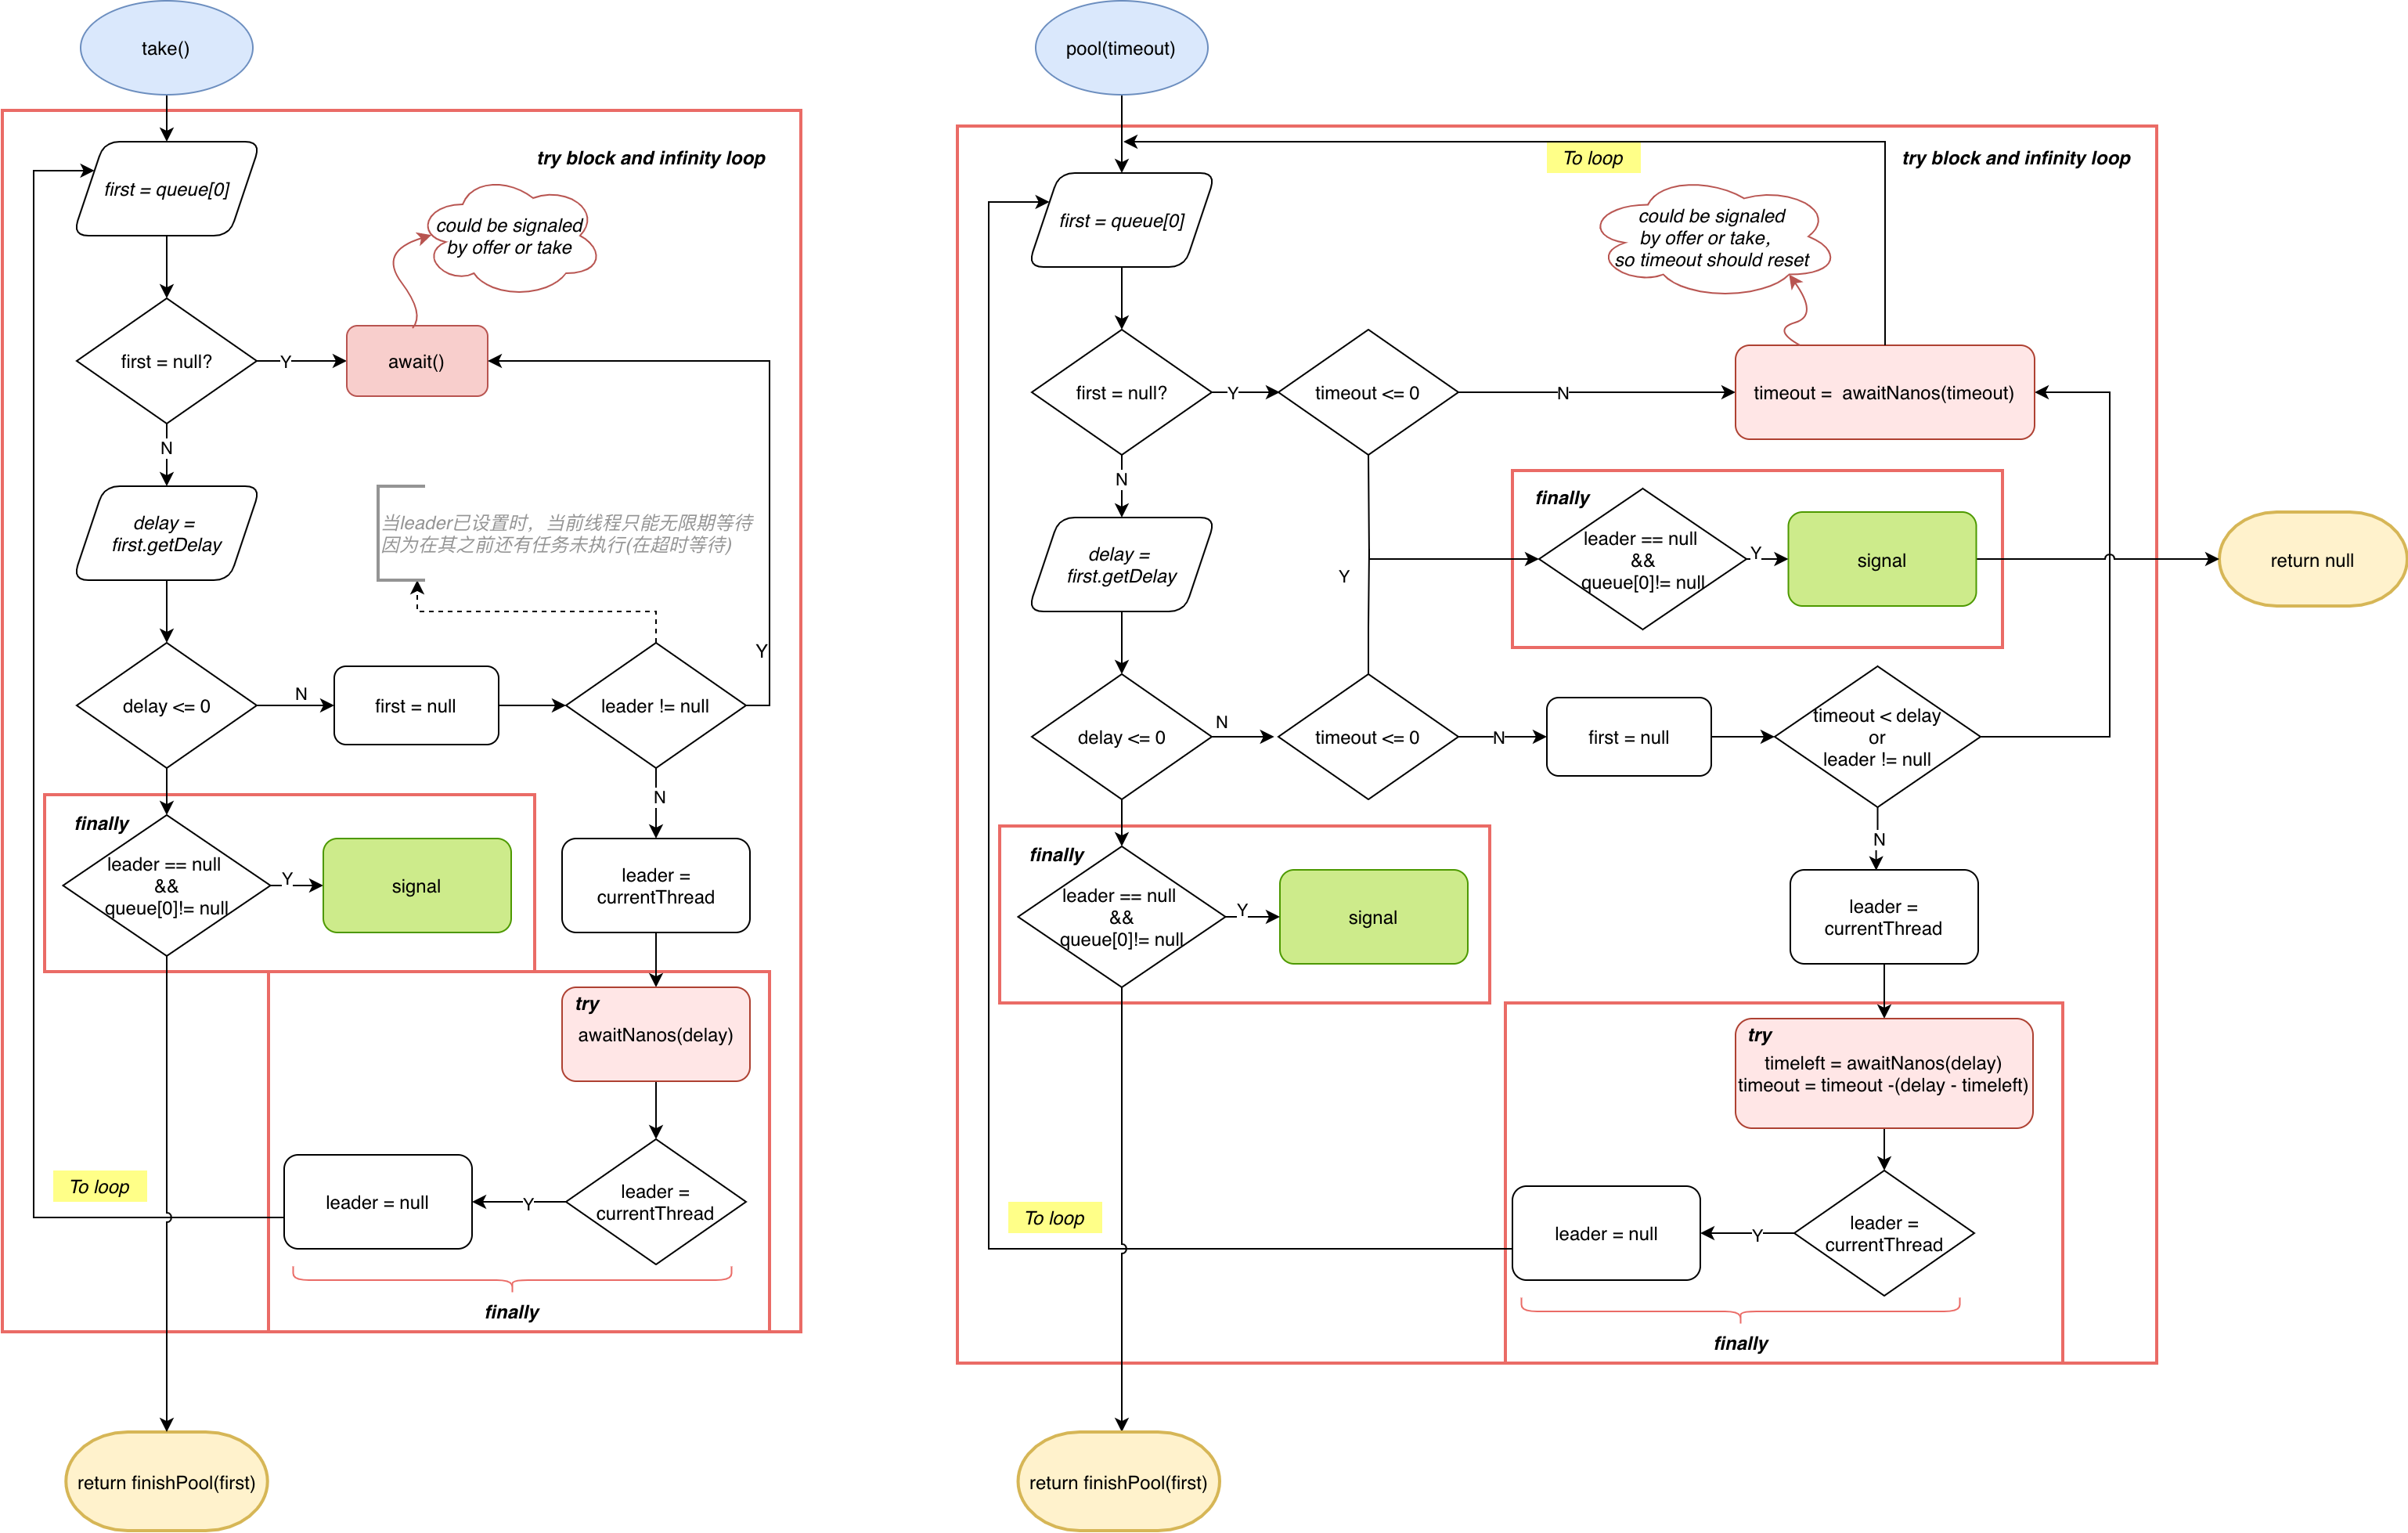 take()
try block and infinity loop
first = queue[0]
could be signaled
by offer or take
first = null?
Y
await()
N
delay =
first.getDelay
当leader已设置时，当前线程只能无限期等待
因为在其之前还有任务未执行(在超时等待)
Y
delay <= 0
N
first = null
leader != null
N
finally
leader == null
&&
queue[0]!= null
Y
signal
leader =
currentThread
try
awaitNanos(delay)
To loop
leader = null
Y
leader =
currentThread
finally
return finishPool(first)
pool(timeout)
To loop
try block and infinity loop
first = queue[0]
could be signaled
by offer or take,
so timeout should reset
first = null?
Y
timeout <= 0
N
timeout = awaitNanos(timeout)
N
delay =
first.getDelay
Y
finally
leader == null
&&
queue[0]!= null
Y
signal
return null
delay <= 0
N
timeout <= 0
N
first = null
timeout < delay
or
leader != null
N
finally
leader == null
&&
queue[0]!= null
Y
signal
leader =
currentThread
try
timeleft = awaitNanos(delay)
timeout = timeout -(delay - timeleft)
To loop
leader = null
Y
leader =
currentThread
finally
return finishPool(first)